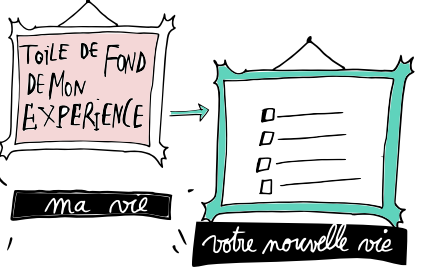 TOILE DE FOND
DE MON
EXPERIENCE
ma vie
votre nouvelle vie